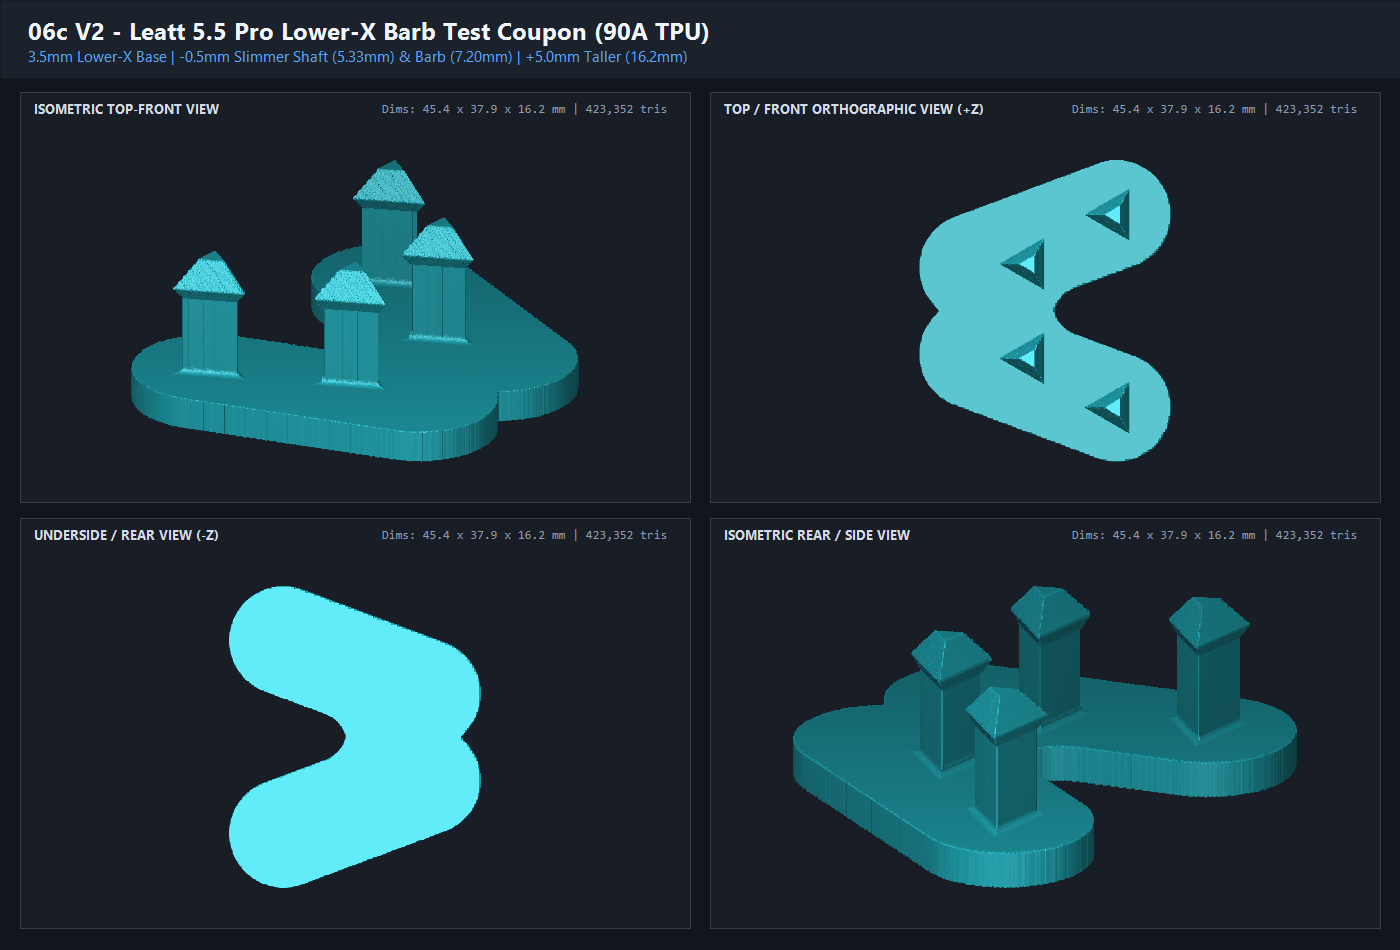 06c V2 - Leatt 5.5 Pro Lower-X Barb Test Coupon (90A TPU)
3.5mm Lower-X Base | -0.5mm Slimmer Shaft (5.33mm) & Barb (7.20mm) | +5.0mm Taller (16.2mm)
ISOMETRIC TOP-FRONT VIEW
Dims: 45.4 x 37.9 x 16.2 mm | 423,352 tris
TOP / FRONT ORTHOGRAPHIC VIEW (+Z)
Dims: 45.4 x 37.9 x 16.2 mm | 423,352 tris
UNDERSIDE / REAR VIEW (-Z)
Dims: 45.4 x 37.9 x 16.2 mm | 423,352 tris
ISOMETRIC REAR / SIDE VIEW
Dims: 45.4 x 37.9 x 16.2 mm | 423,352 tris